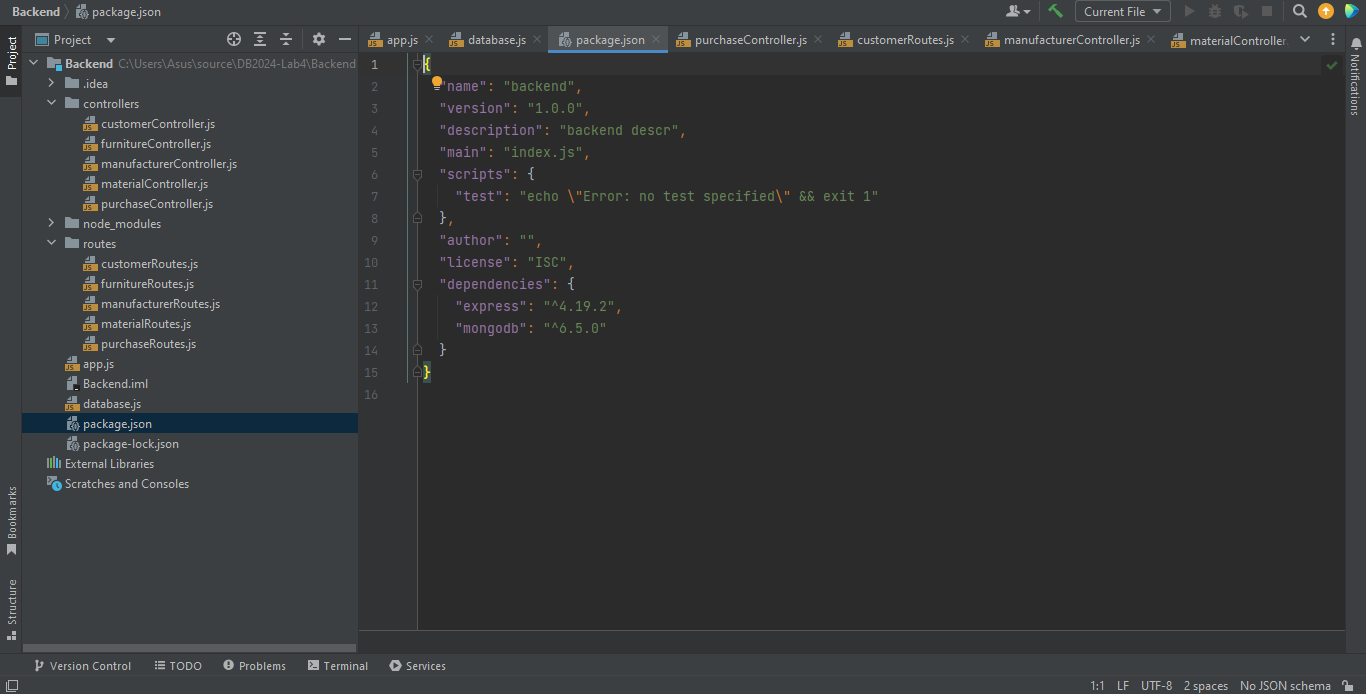 Backend package.json
Current File
Project
app.js database.js package.json purchaseController.js customerRoutes.js manufacturerController.js materialController
Project
Notifications
Backend C:\Users\Asus\source\DB2024-Lab4\Backend
.idea
controllers
customerController.js
furnitureController.js
manufacturerController.js
materialController.js
purchaseController.js
node_modules
routes
customerRoutes.js
furnitureRoutes.js
manufacturerRoutes.js
materialRoutes.js
purchaseRoutes.js
app.js
Backend.iml
database.js
package.json
package-lock.json
External Libraries
Scratches and Consoles
1 {
2 "name": "backend",
3 "version": "1.0.0",
4 "description": "backend descr",
5 "main": "index.js",
6 "scripts": {
7 "test": "echo \"Error: no test specified\" && exit 1"
8 },
9 "author": "",
10 "license": "ISC",
11 "dependencies": {
12 "express": "^4.19.2",
13 "mongodb": "^6.5.0"
14 }
15 }
16
Bookmarks
Structure
Version Control TODO Problems Terminal Services
1:1 LF UTF-8 2 spaces No JSON schema